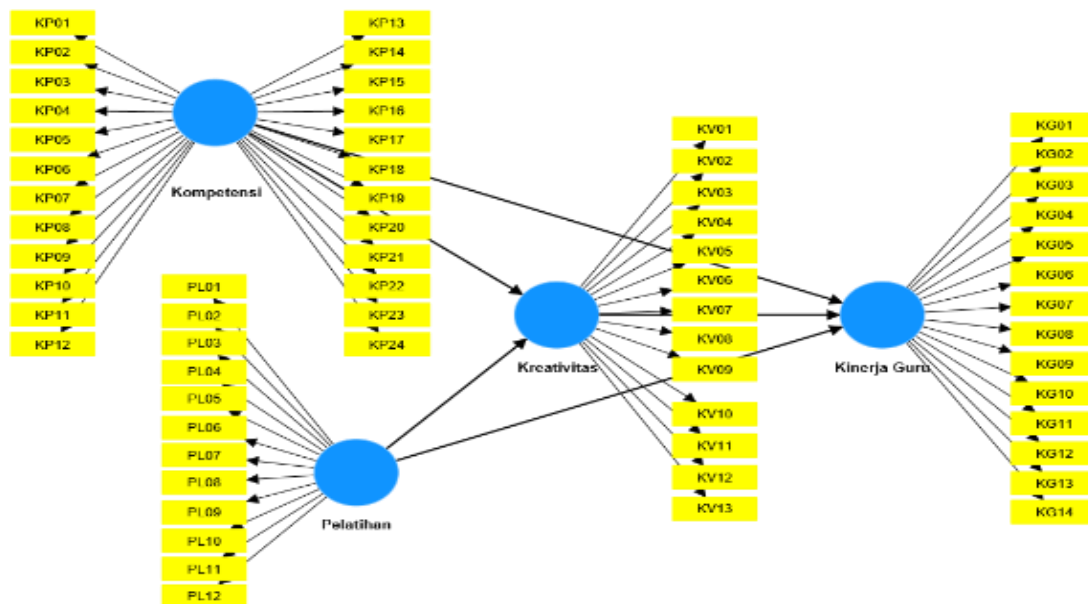 KP01
KP02
KP03
KP04
KP05
KP06
KP07
KP08
KP09
KP10
KP11
KP12
Kompetensi
KP13
KP14
KP15
KP16
KP17
KP18
KP19
KP20
KP21
KP22
KP23
KP24
PL01
PL02
PL03
PL04
PL05
PL06
PL07
PL08
PL09
PL10
PL11
PL12
Pelatihan
Kreativitas
KV01
KV02
KV03
KV04
KV05
KV06
KV07
KV08
KV09
KV10
KV11
KV12
KV13
Kinerja Guru
KG01
KG02
KG03
KG04
KG05
KG06
KG07
KG08
KG09
KG10
KG11
KG12
KG13
KG14